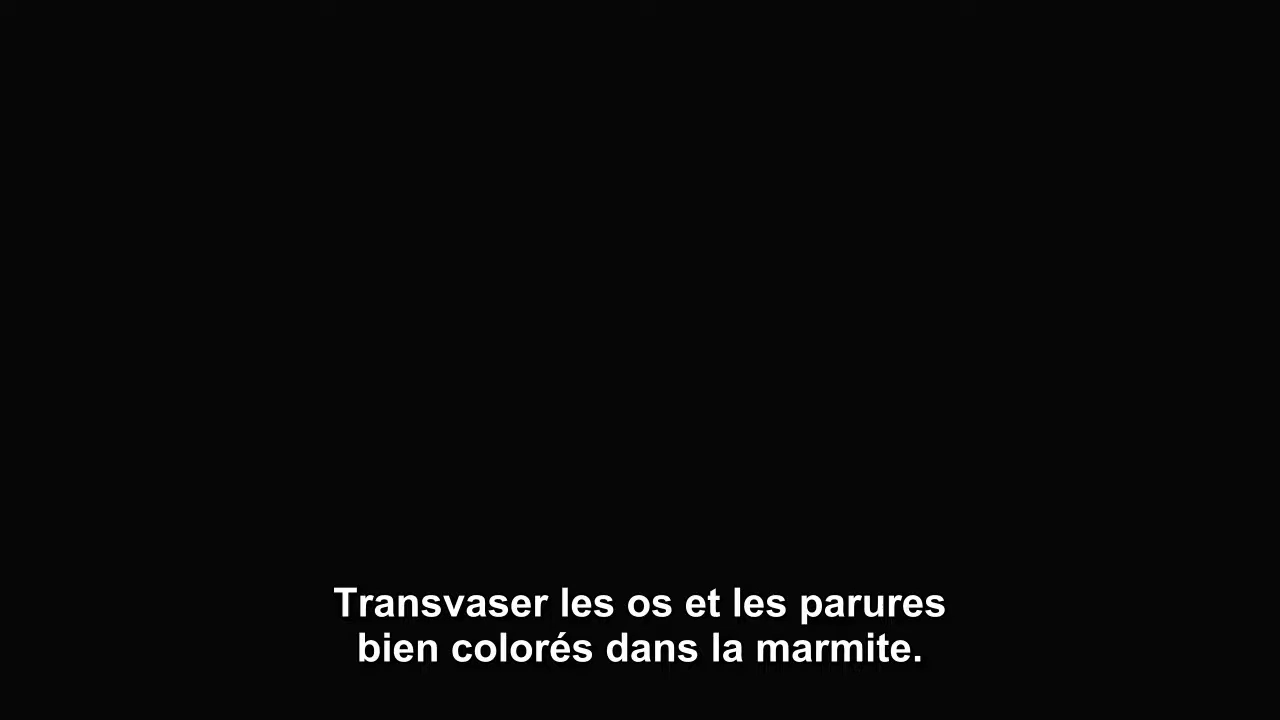 Transvaser les os et les parures
bien colorés dans la marmite.